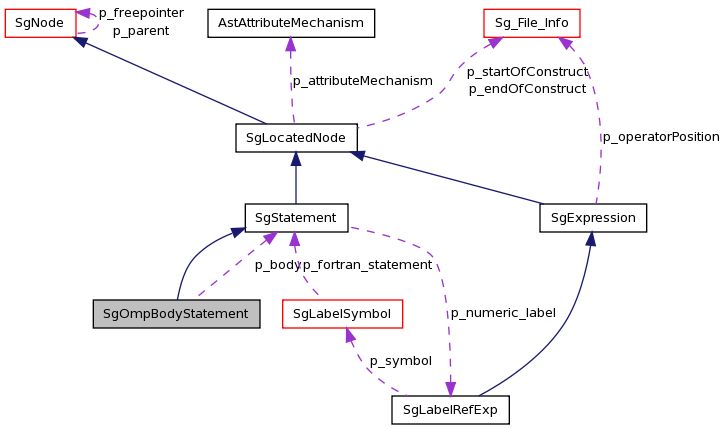 SgNode
p_freepointer
p_parent
AstAttributeMechanism
Sg_File_Info
p_attributeMechanism
p_startOfConstruct
p_endOfConstruct
p_operatorPosition
SgLocatedNode
SgStatement
SgExpression
p_body
p_fortran_statement
SgOmpBodyStatement
SgLabelSymbol
p_numeric_label
p_symbol
SgLabelRefExp